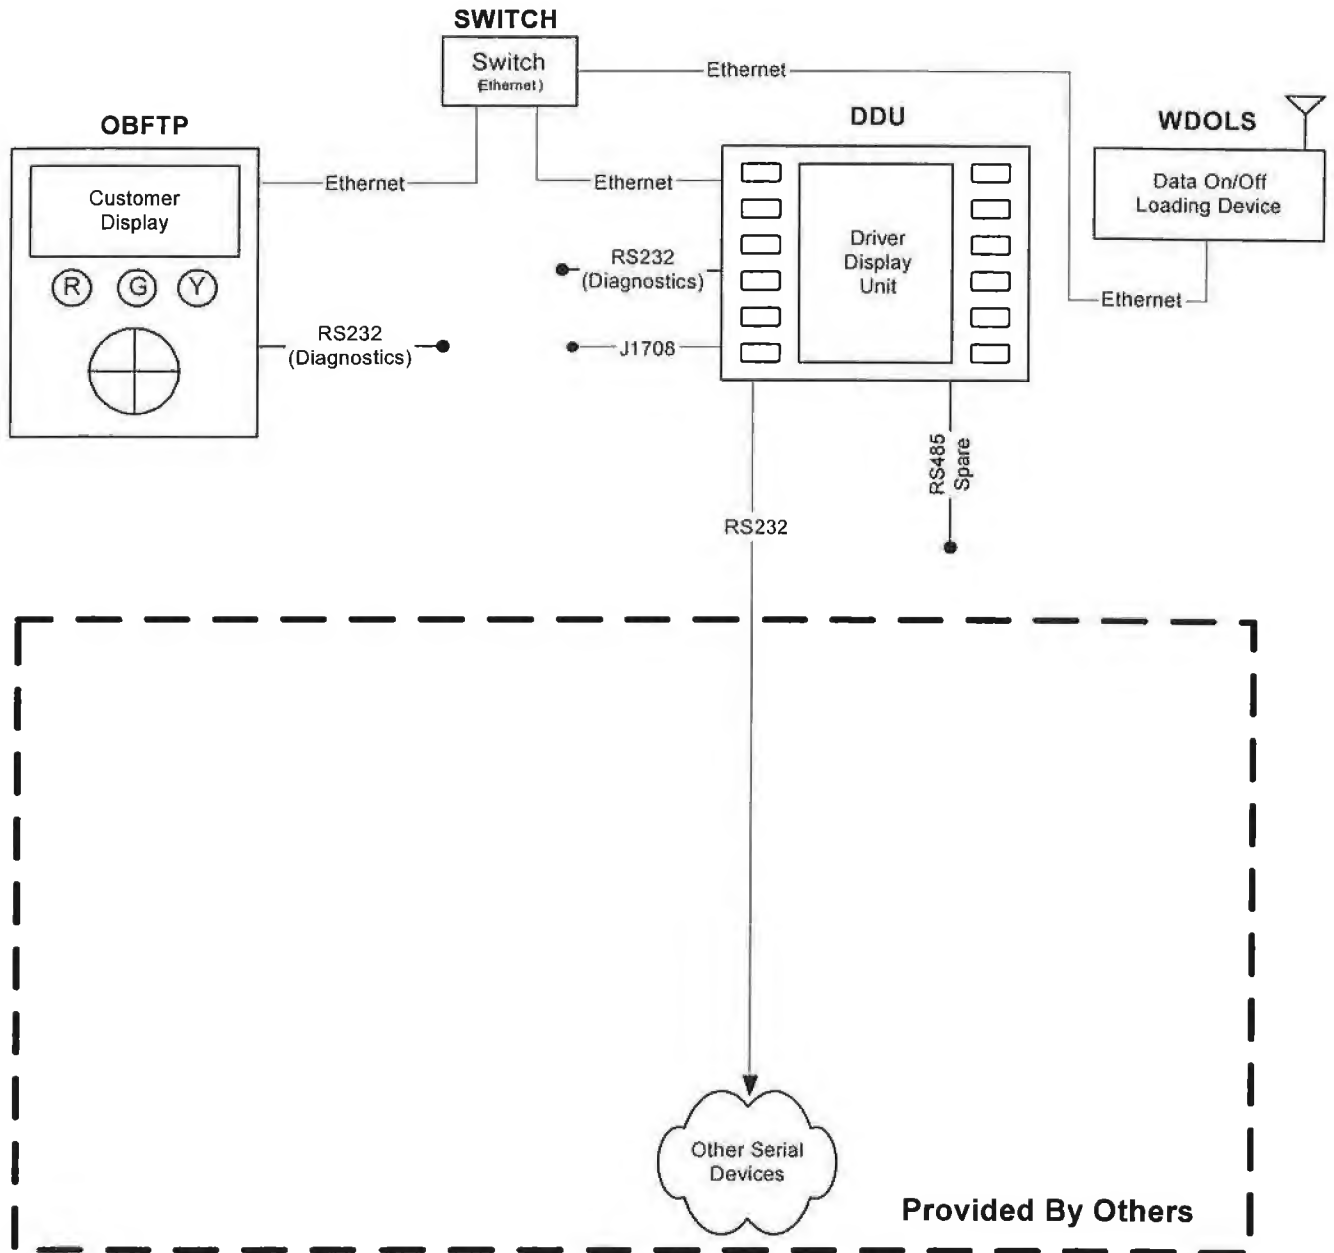 SWITCH
Switch
(Ethernet)
Ethernet
OBFTP
DDU
WDOLS
Customer
Display
Ethernet
Ethernet
Data On/Off
Loading Device
R G Y
RS232
(Diagnostics)
Driver
Display
Unit
Ethernet
RS232
(Diagnostics)
J1708
RS485
Spare
RS232
Other Serial
Devices
Provided By Others